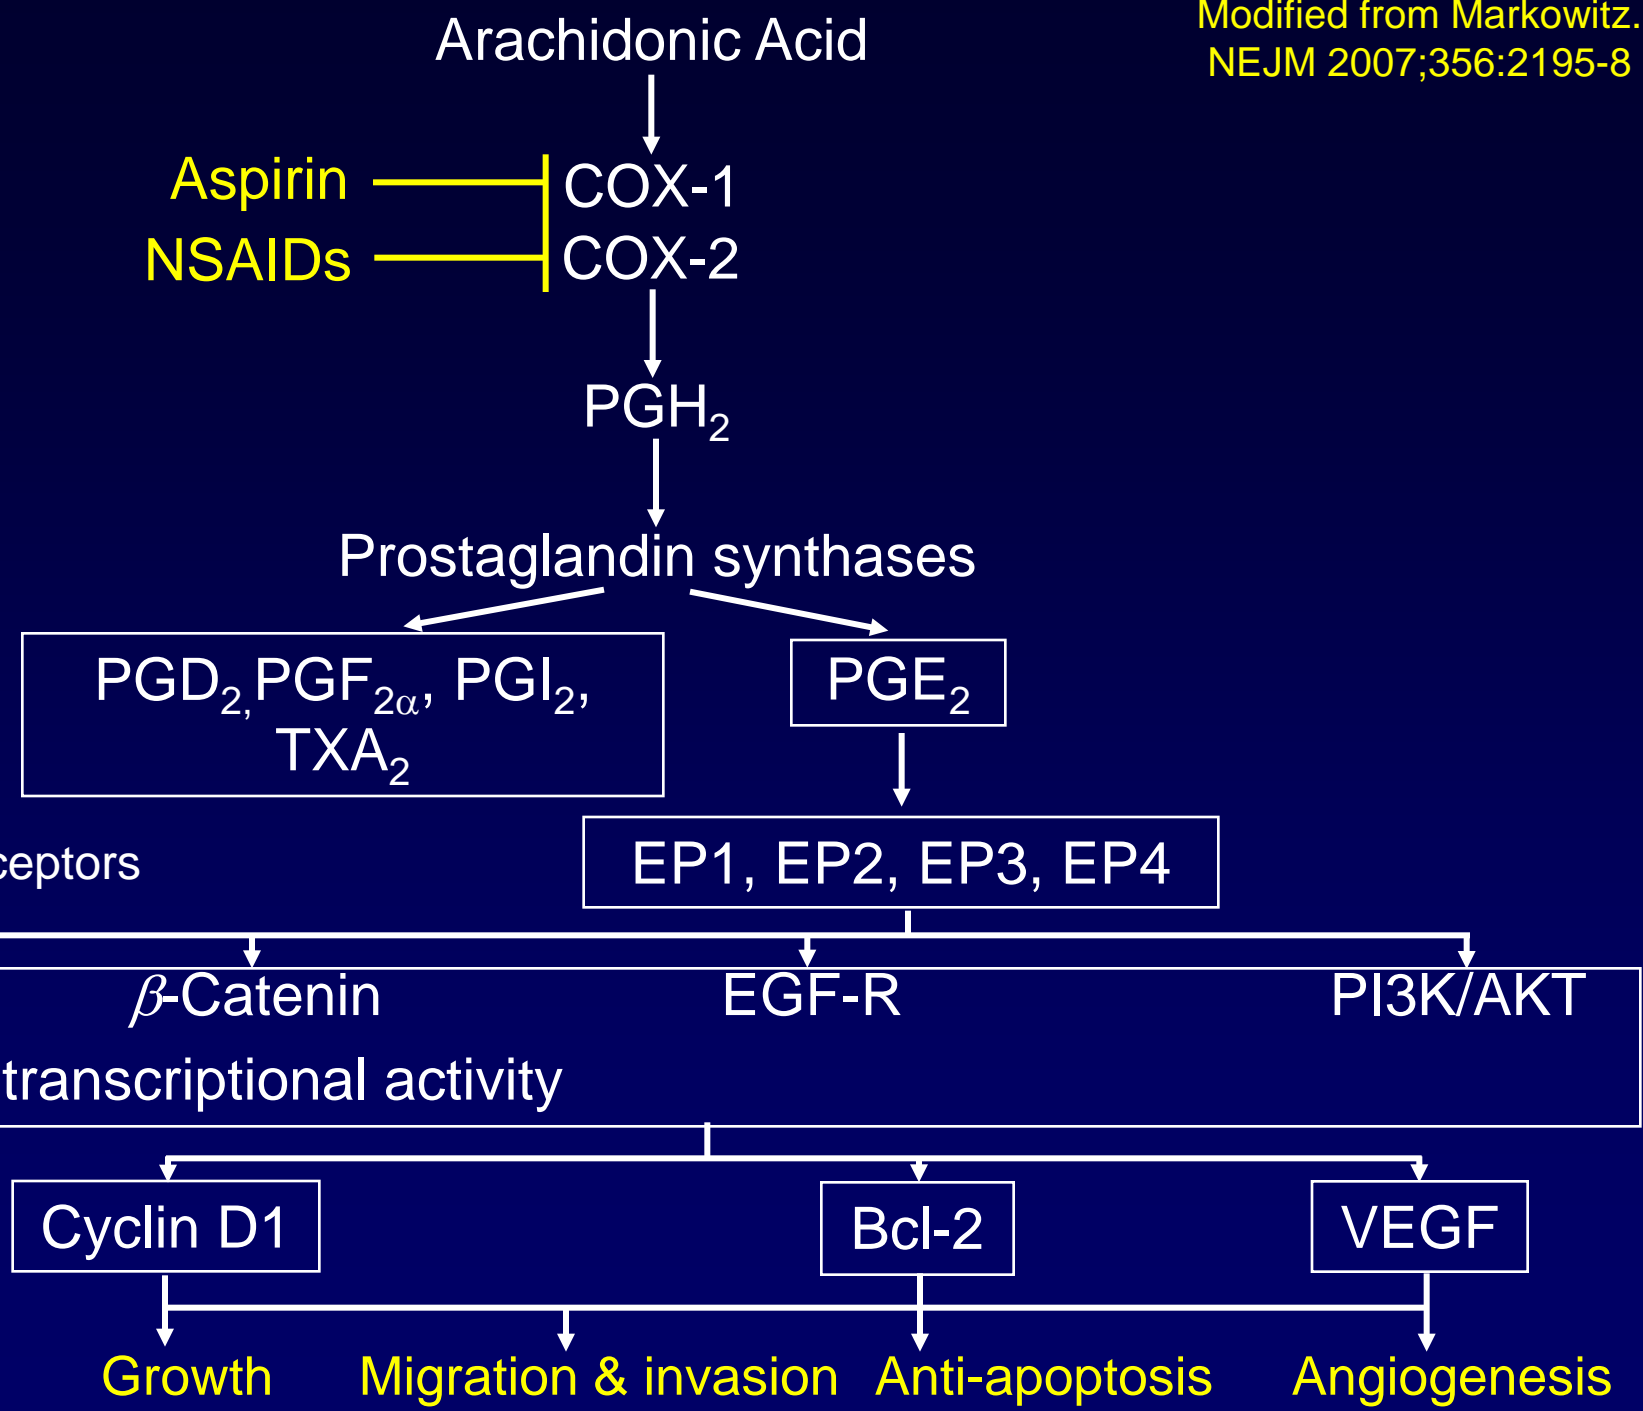 Modified from Markowitz.
NEJM 2007;356:2195-8
Arachidonic Acid
Aspirin
COX-1
NSAIDs
COX-2
PGH₂
Prostaglandin synthases
PGD₂, PGF₂α, PGI₂,
TXA₂
PGE₂
ceptors
EP1, EP2, EP3, EP4
β-Catenin
EGF-R
PI3K/AKT
transcriptional activity
Cyclin D1
Bcl-2
VEGF
Growth
Migration & invasion
Anti-apoptosis
Angiogenesis